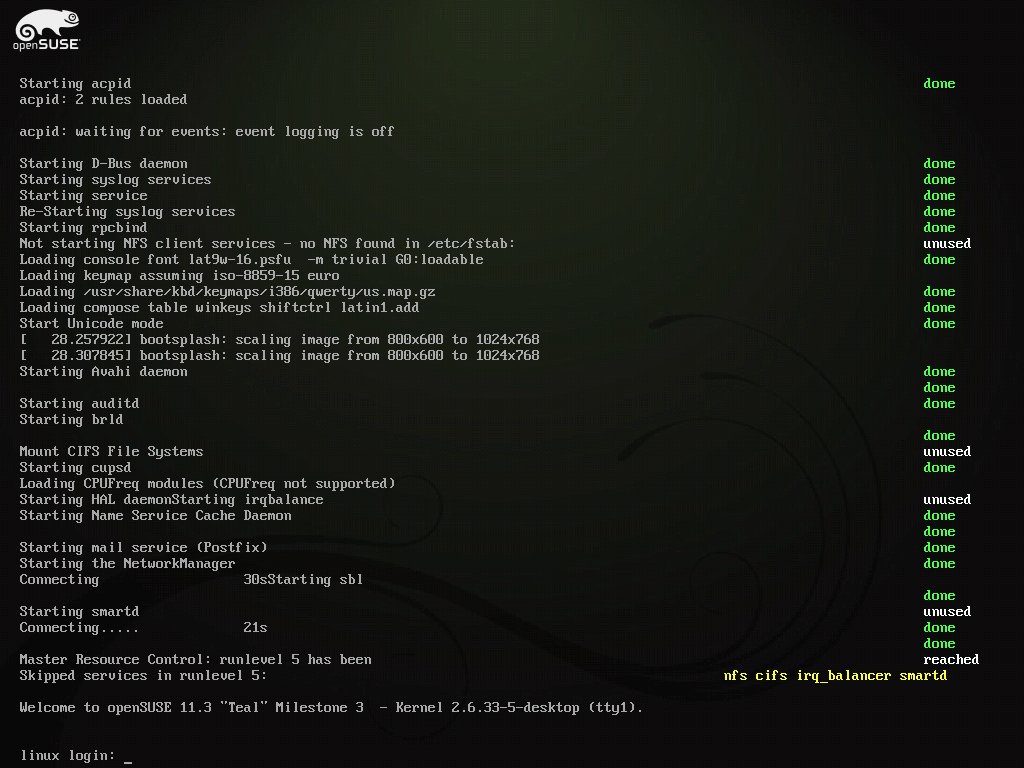 openSUSE
Starting acpid done
acpid: 2 rules loaded
acpid: waiting for events: event logging is off
Starting D-Bus daemon done
Starting syslog services done
Starting service done
Re-Starting syslog services done
Starting rpcbind done
Not starting NFS client services - no NFS found in /etc/fstab: unused
Loading console font lat9w-16.psfu  -m trivial G0:loadable done
Loading keymap assuming iso-8859-15 euro
Loading /usr/share/kbd/keymaps/i386/qwerty/us.map.gz done
Loading compose table winkeys shiftctrl latin1.add done
Start Unicode mode done
[   28.257922] bootsplash: scaling image from 800x600 to 1024x768
[   28.307845] bootsplash: scaling image from 800x600 to 1024x768
Starting Avahi daemon done
done
Starting auditd done
Starting brld
done
Mount CIFS File Systems unused
Starting cupsd done
Loading CPUFreq modules (CPUFreq not supported)
Starting HAL daemonStarting irqbalance unused
Starting Name Service Cache Daemon done
done
Starting mail service (Postfix) done
Starting the NetworkManager done
Connecting 30sStarting sbl
done
Starting smartd unused
Connecting..... 21s done
done
Master Resource Control: runlevel 5 has been reached
Skipped services in runlevel 5: nfs cifs irq_balancer smartd
Welcome to openSUSE 11.3 "Teal" Milestone 3  - Kernel 2.6.33-5-desktop (tty1).
linux login: _